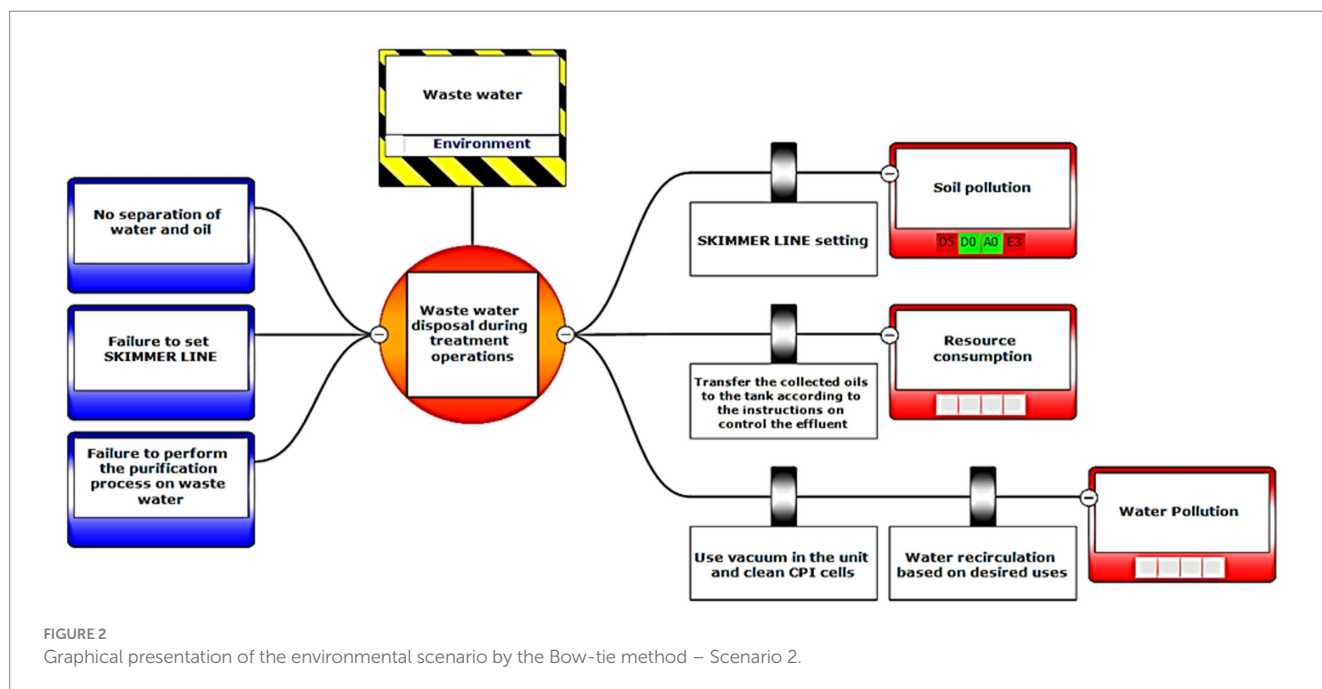 Waste water
Environment
No separation of
water and oil
Failure to set
SKIMMER LINE
Failure to perform
the purification
process on waste
water
Waste water
disposal during
treatment
operations
SKIMMER LINE setting
Soil pollution
D5 D0 A0 E3
Transfer the collected oils
to the tank according to
the instructions on
control the effluent
Resource
consumption
Use vacuum in the unit
and clean CPI cells
Water recirculation
based on desired uses
Water Pollution
FIGURE 2
Graphical presentation of the environmental scenario by the Bow-tie method – Scenario 2.